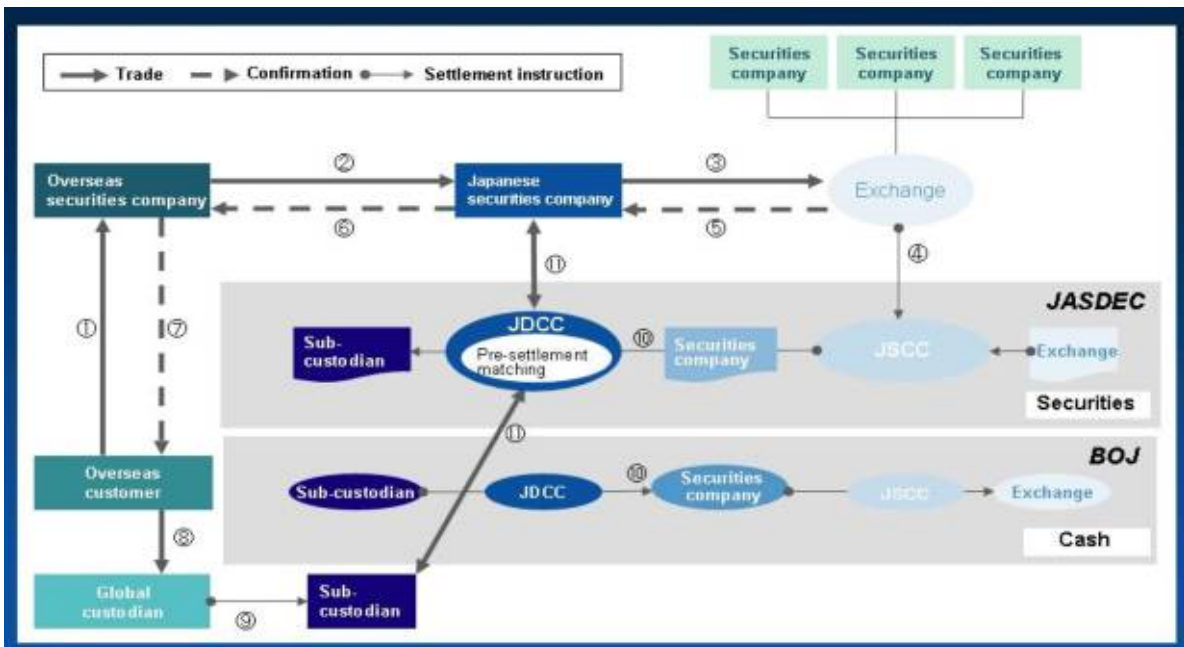 Securities
company
Securities
company
Securities
company
Trade
Confirmation
Settlement instruction
②
③
Overseas
securities company
Japanese
securities company
Exchange
⑥
⑤
④
⑪
JASDEC
①
⑦
JDCC
Pre-settlement
matching
Sub-
custodian
⑩
Securities
company
JSCC
Exchange
Securities
⑪
BOJ
Overseas
customer
Sub-custodian
JDCC
⑩
Securities
company
JSCC
Exchange
Cash
⑧
Global
custodian
⑨
Sub-
custodian